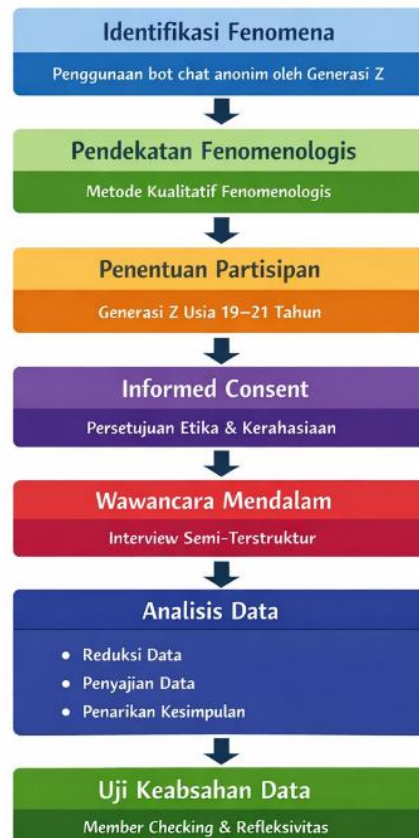 Identifikasi Fenomena
Penggunaan bot chat anonim oleh Generasi Z
Pendekatan Fenomenologis
Metode Kualitatif Fenomenologis
Penentuan Partisipan
Generasi Z Usia 19–21 Tahun
Informed Consent
Persetujuan Etika & Kerahasiaan
Wawancara Mendalam
Interview Semi-Terstruktur
Analisis Data
• Reduksi Data
• Penyajian Data
• Penarikan Kesimpulan
Uji Keabsahan Data
Member Checking & Refleksivitas